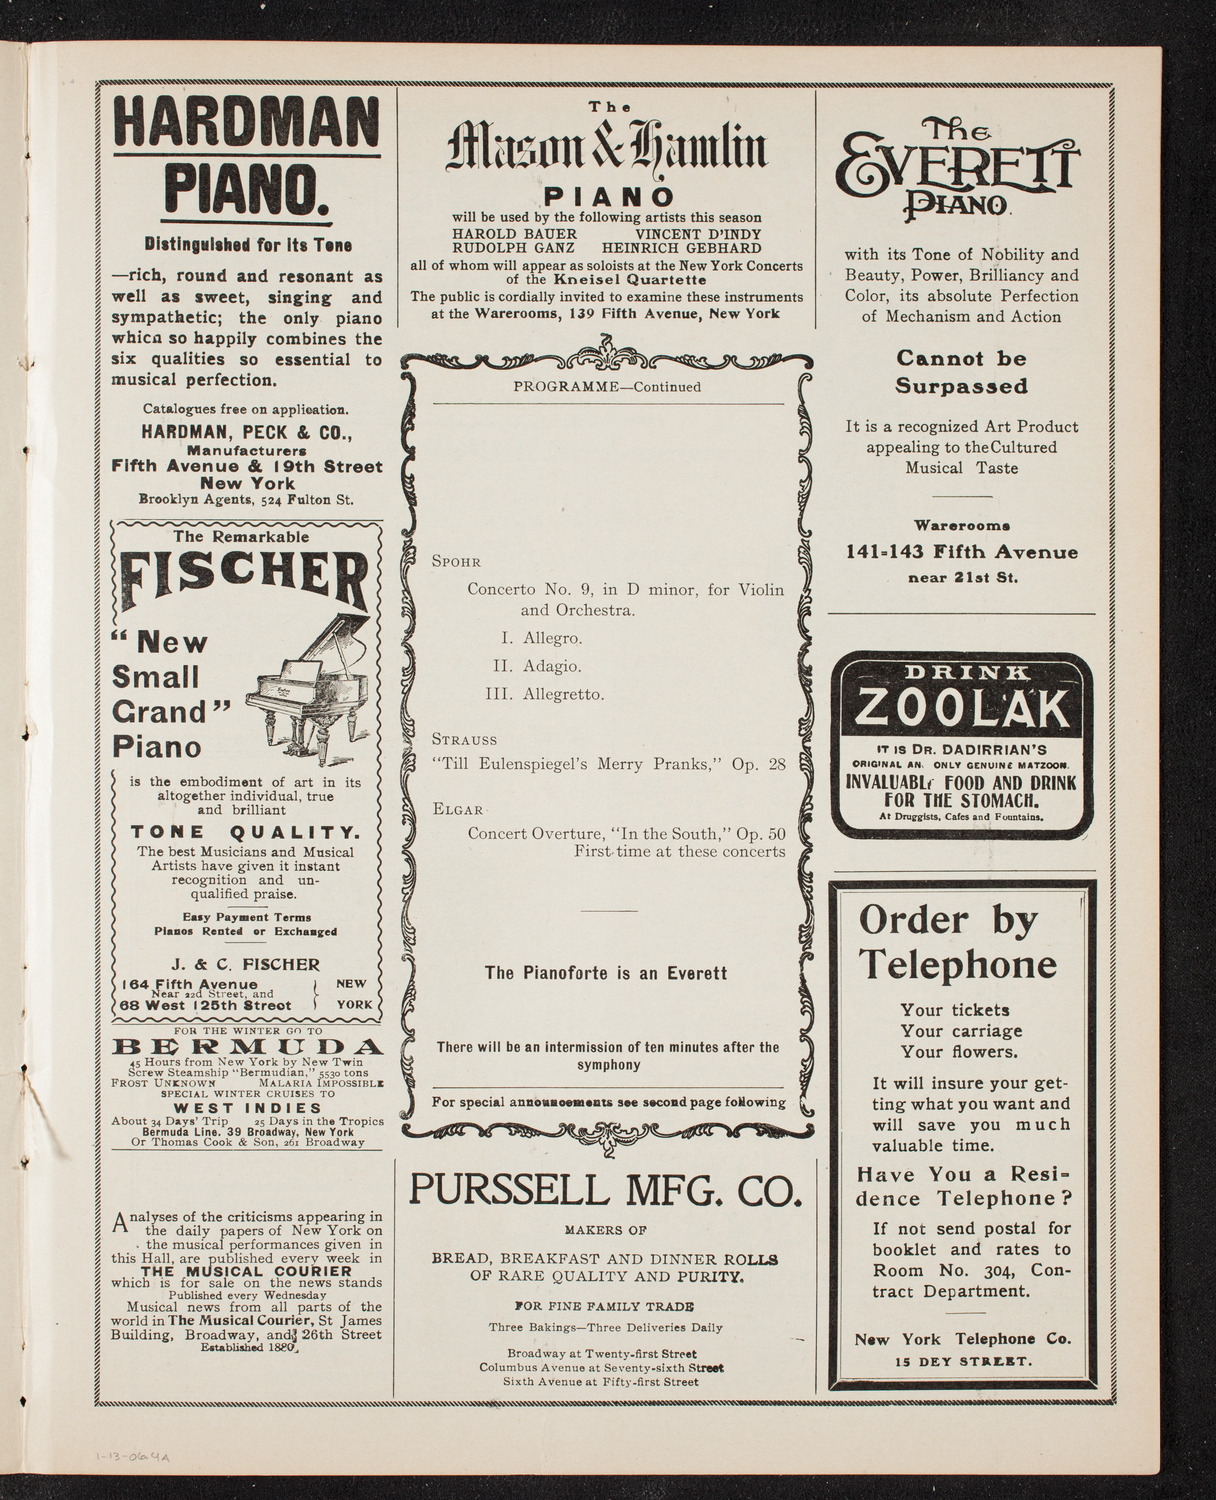 HARDMAN
PIANO.
Distinguished for its Tone
—rich, round and resonant as
well as sweet, singing and
sympathetic; the only piano
which so happily combines the
six qualities so essential to
musical perfection.
Catalogues free on application.
HARDMAN, PECK & CO.,
Manufacturers
Fifth Avenue & 19th Street
New York
Brooklyn Agents, 524 Fulton St.
The Remarkable
FISCHER
"New
Small
Grand"
Piano
is the embodiment of art in its
altogether individual, true
and brilliant
TONE QUALITY.
The best Musicians and Musical
Artists have given it instant
recognition and un-
qualified praise.
Easy Payment Terms
Pianos Rented or Exchanged
J. & C. FISCHER
164 Fifth Avenue
Near 22d Street, and
68 West 125th Street
NEW
YORK
FOR THE WINTER GO TO
BERMUDA
45 Hours from New York by New Twin
Screw Steamship "Bermudian," 5530 tons
FROST UNKNOWN MALARIA IMPOSSIBLE
SPECIAL WINTER CRUISES TO
WEST INDIES
About 34 Days' Trip 25 Days in the Tropics
Bermuda Line. 39 Broadway, New York
Or Thomas Cook & Son, 261 Broadway
Analyses of the criticisms appearing in
the daily papers of New York on
the musical performances given in
this Hall, are published every week in
THE MUSICAL COURIER
which is for sale on the news stands
Published every Wednesday
Musical news from all parts of the
world in The Musical Courier, St James
Building, Broadway, and 26th Street
Established 1880.
The
Mason & Hamlin
PIANO
will be used by the following artists this season
HAROLD BAUER VINCENT D'INDY
RUDOLPH GANZ HEINRICH GEBHARD
all of whom will appear as soloists at the New York Concerts
of the Kneisel Quartette
The public is cordially invited to examine these instruments
at the Warerooms, 139 Fifth Avenue, New York
PROGRAMME—Continued
SPOHR
Concerto No. 9, in D minor, for Violin
and Orchestra.
I. Allegro.
II. Adagio.
III. Allegretto.
STRAUSS
"Till Eulenspiegel's Merry Pranks," Op. 28
ELGAR
Concert Overture, "In the South," Op. 50
First time at these concerts
The Pianoforte is an Everett
There will be an intermission of ten minutes after the
symphony
For special announcements see second page following
PURSSELL MFG. CO.
MAKERS OF
BREAD, BREAKFAST AND DINNER ROLLS
OF RARE QUALITY AND PURITY.
FOR FINE FAMILY TRADE
Three Bakings—Three Deliveries Daily
Broadway at Twenty-first Street
Columbus Avenue at Seventy-sixth Street
Sixth Avenue at Fifty-first Street
The
EVERETT
PIANO.
with its Tone of Nobility and
Beauty, Power, Brilliancy and
Color, its absolute Perfection
of Mechanism and Action
Cannot be
Surpassed
It is a recognized Art Product
appealing to the Cultured
Musical Taste
Warerooms
141-143 Fifth Avenue
near 21st St.
DRINK
ZOOLAK
IT IS DR. DADIRRIAN'S
ORIGINAL AN. ONLY GENUINE MATZOON.
INVALUABLE FOOD AND DRINK
FOR THE STOMACH.
At Druggists, Cafes and Fountains.
Order by
Telephone
Your tickets
Your carriage
Your flowers.
It will insure your get-
ting what you want and
will save you much
valuable time.
Have You a Resi-
dence Telephone?
If not send postal for
booklet and rates to
Room No. 304, Con-
tract Department.
New York Telephone Co.
15 DEY STREET.
1-13-06-4A